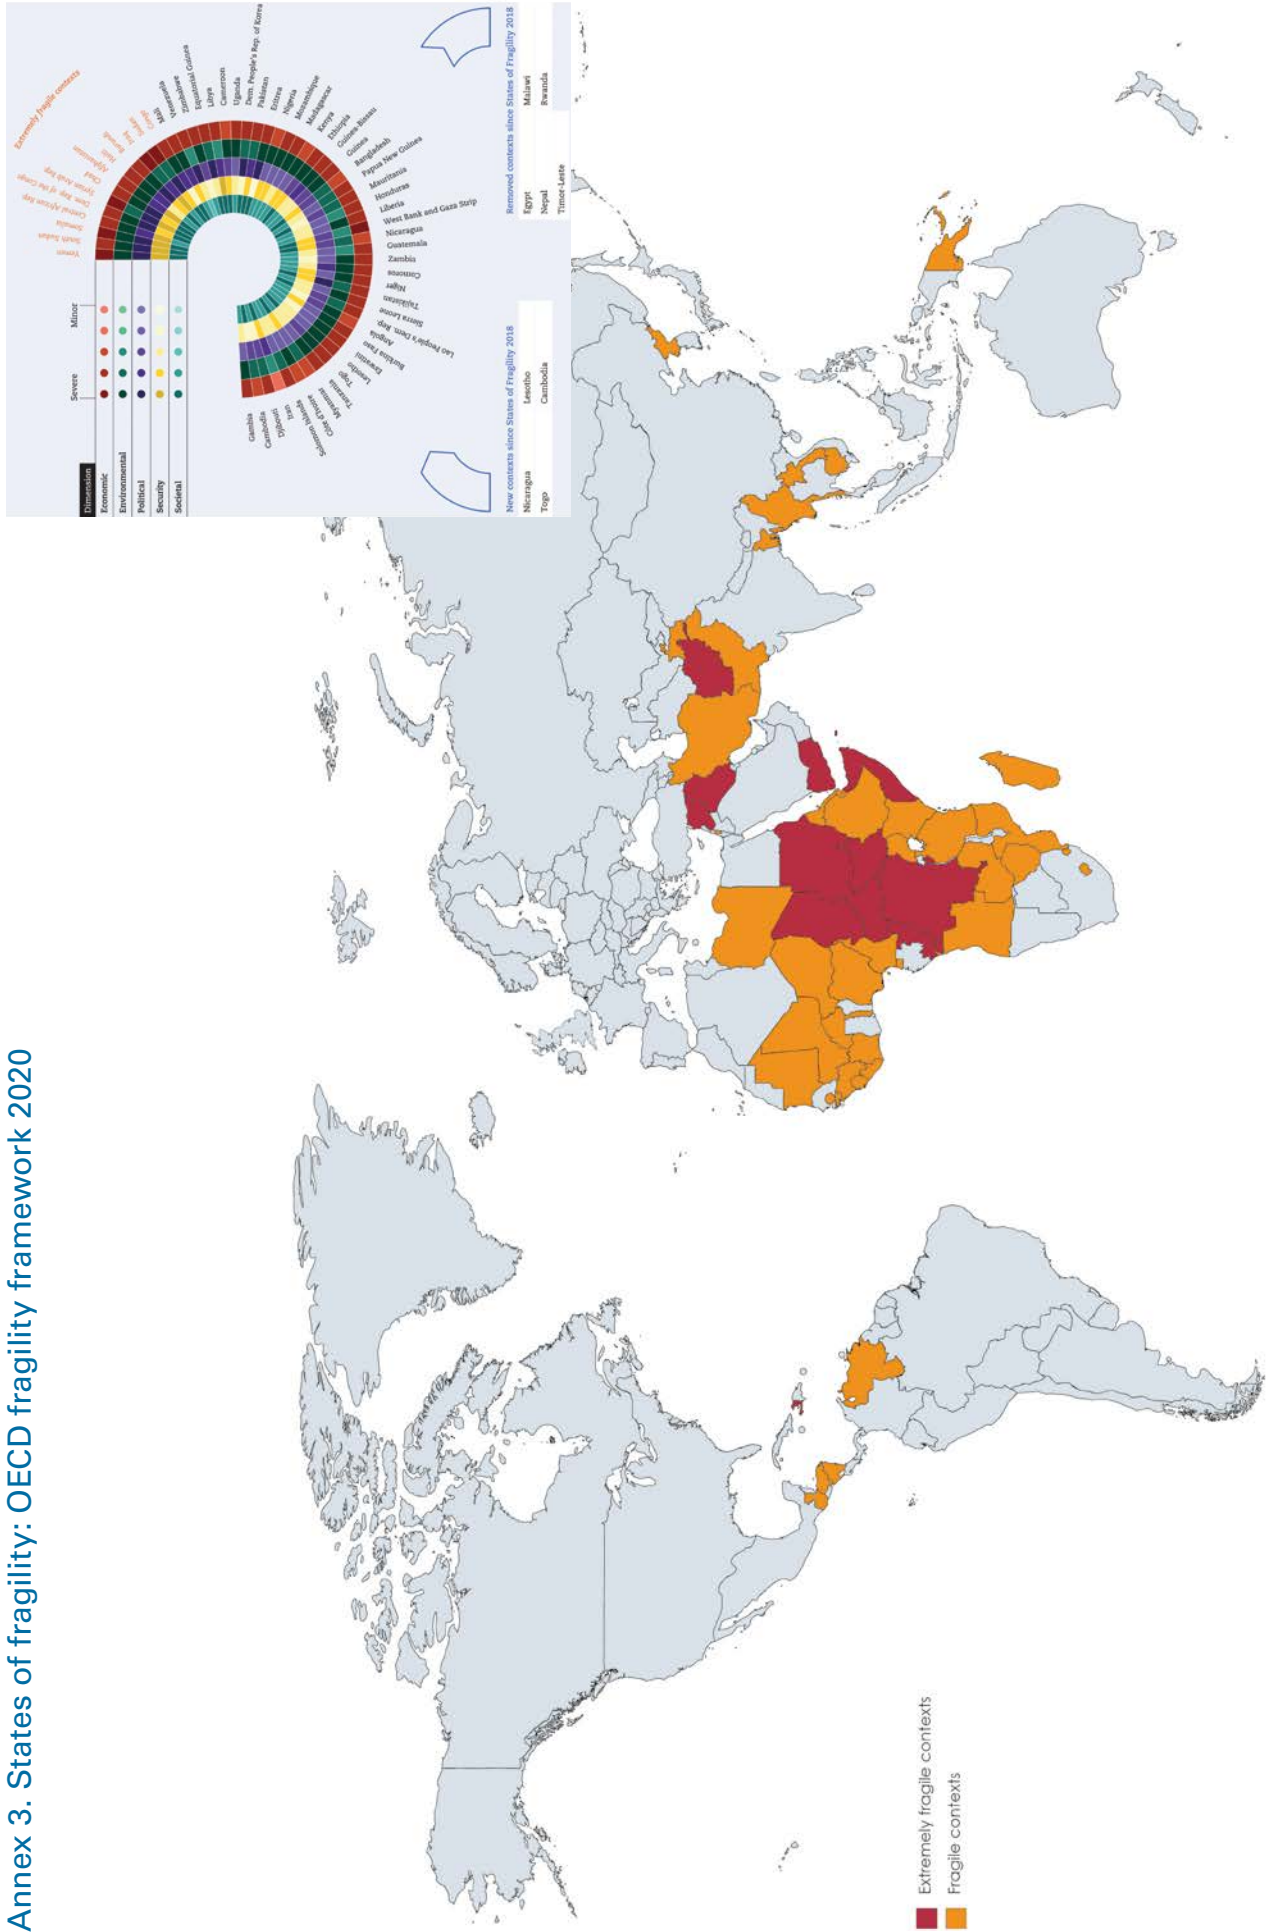 Annex 3. States of fragility: OECD fragility framework 2020
Extremely fragile contexts
Fragile contexts
Dimension
Severe
Minor
Economic
Environmental
Political
Security
Societal
Extremely fragile contexts
Yemen
South Sudan
Somalia
Central African Rep.
Dem. Rep. of the Congo
Syrian Arab Rep.
Chad
Afghanistan
Haiti
Burundi
Iraq
Sudan
Congo
Mali
Venezuela
Zimbabwe
Equatorial Guinea
Libya
Cameroon
Uganda
Dem. People's Rep. of Korea
Pakistan
Eritrea
Nigeria
Mozambique
Madagascar
Kenya
Ethiopia
Guinea-Bissau
Guinea
Bangladesh
Papua New Guinea
Mauritania
Honduras
Liberia
West Bank and Gaza Strip
Nicaragua
Guatemala
Zambia
Comoros
Niger
Tajikistan
Sierra Leone
Lao People's Dem. Rep.
Angola
Burkina Faso
Eswatini
Lesotho
Togo
Tanzania
Myanmar
Côte d'Ivoire
Solomon Islands
Iran
Djibouti
Cambodia
Gambia
New contexts since States of Fragility 2018
Nicaragua Lesotho
Togo Cambodia
Removed contexts since States of Fragility 2018
Egypt Malawi
Nepal Rwanda
Timor-Leste